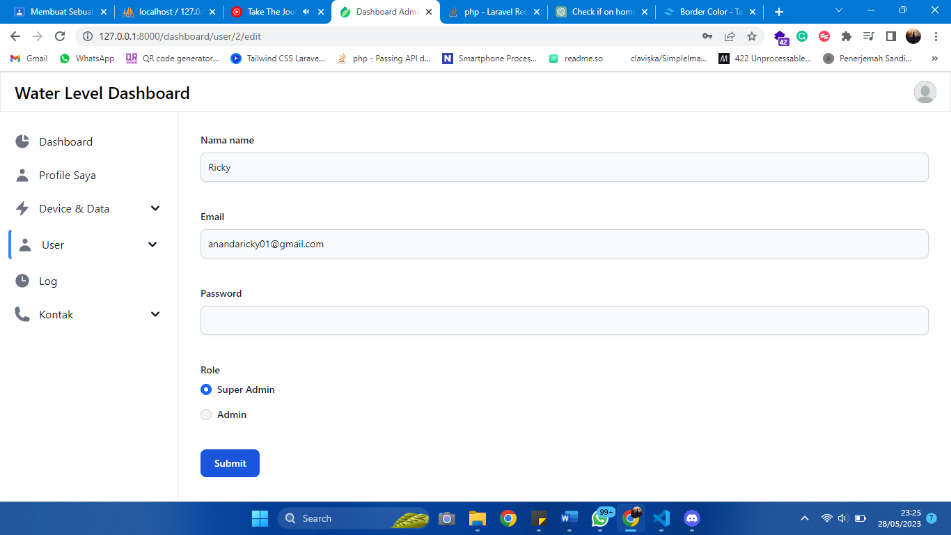 Membuat Sebuah
localhost / 127.0.
Take The Jou
Dashboard Admi
php - Laravel Rec
Check if on hom
Border Color - Ta
127.0.0.1:8000/dashboard/user/2/edit
42
Gmail
WhatsApp
QR code generator...
Tailwind CSS Larave...
php - Passing API d...
Smartphone Proces...
readme.so
claviska/SimpleIma...
422 Unprocessable...
Penerjemah Sandi...
Water Level Dashboard
Dashboard
Profile Saya
Device & Data
User
Log
Kontak
Nama name
Ricky
Email
anandaricky01@gmail.com
Password
Role
Super Admin
Admin
Submit
Search
99+
23:25
28/05/2023
7